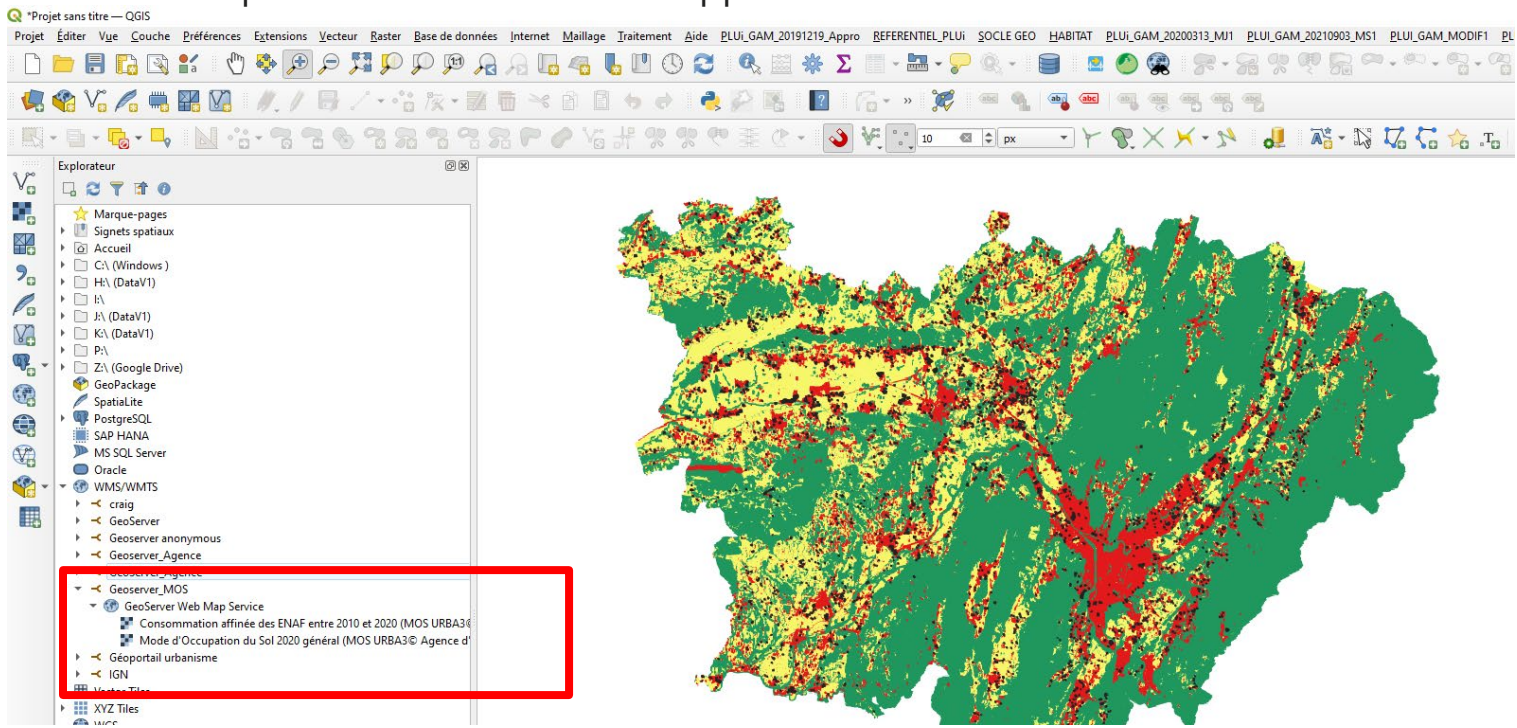 *Projet sans titre — QGIS
Projet Éditer Vue Couche Préférences Extensions Vecteur Raster Base de données Internet Maillage Traitement Aide PLUi_GAM_20191219_Appro REFERENTIEL_PLUi SOCLE GEO HABITAT PLUi_GAM_20200313_MJ1 PLUI_GAM_20210903_MS1 PLUI_GAM_MODIF1 PL
10 px
Explorateur
Marque-pages
Signets spatiaux
Accueil
C:\ (Windows )
H:\ (DataV1)
I:\
J:\ (DataV1)
K:\ (DataV1)
P:\
Z:\ (Google Drive)
GeoPackage
SpatiaLite
PostgreSQL
SAP HANA
MS SQL Server
Oracle
WMS/WMTS
craig
GeoServer
Geoserver anonymous
Geoserver_Agence
Geoserver_Agence
Geoserver_MOS
GeoServer Web Map Service
Consommation affinée des ENAF entre 2010 et 2020 (MOS URBA3©
Mode d'Occupation du Sol 2020 général (MOS URBA3© Agence d'
Géoportail urbanisme
IGN
Vector Tiles
XYZ Tiles
WCS